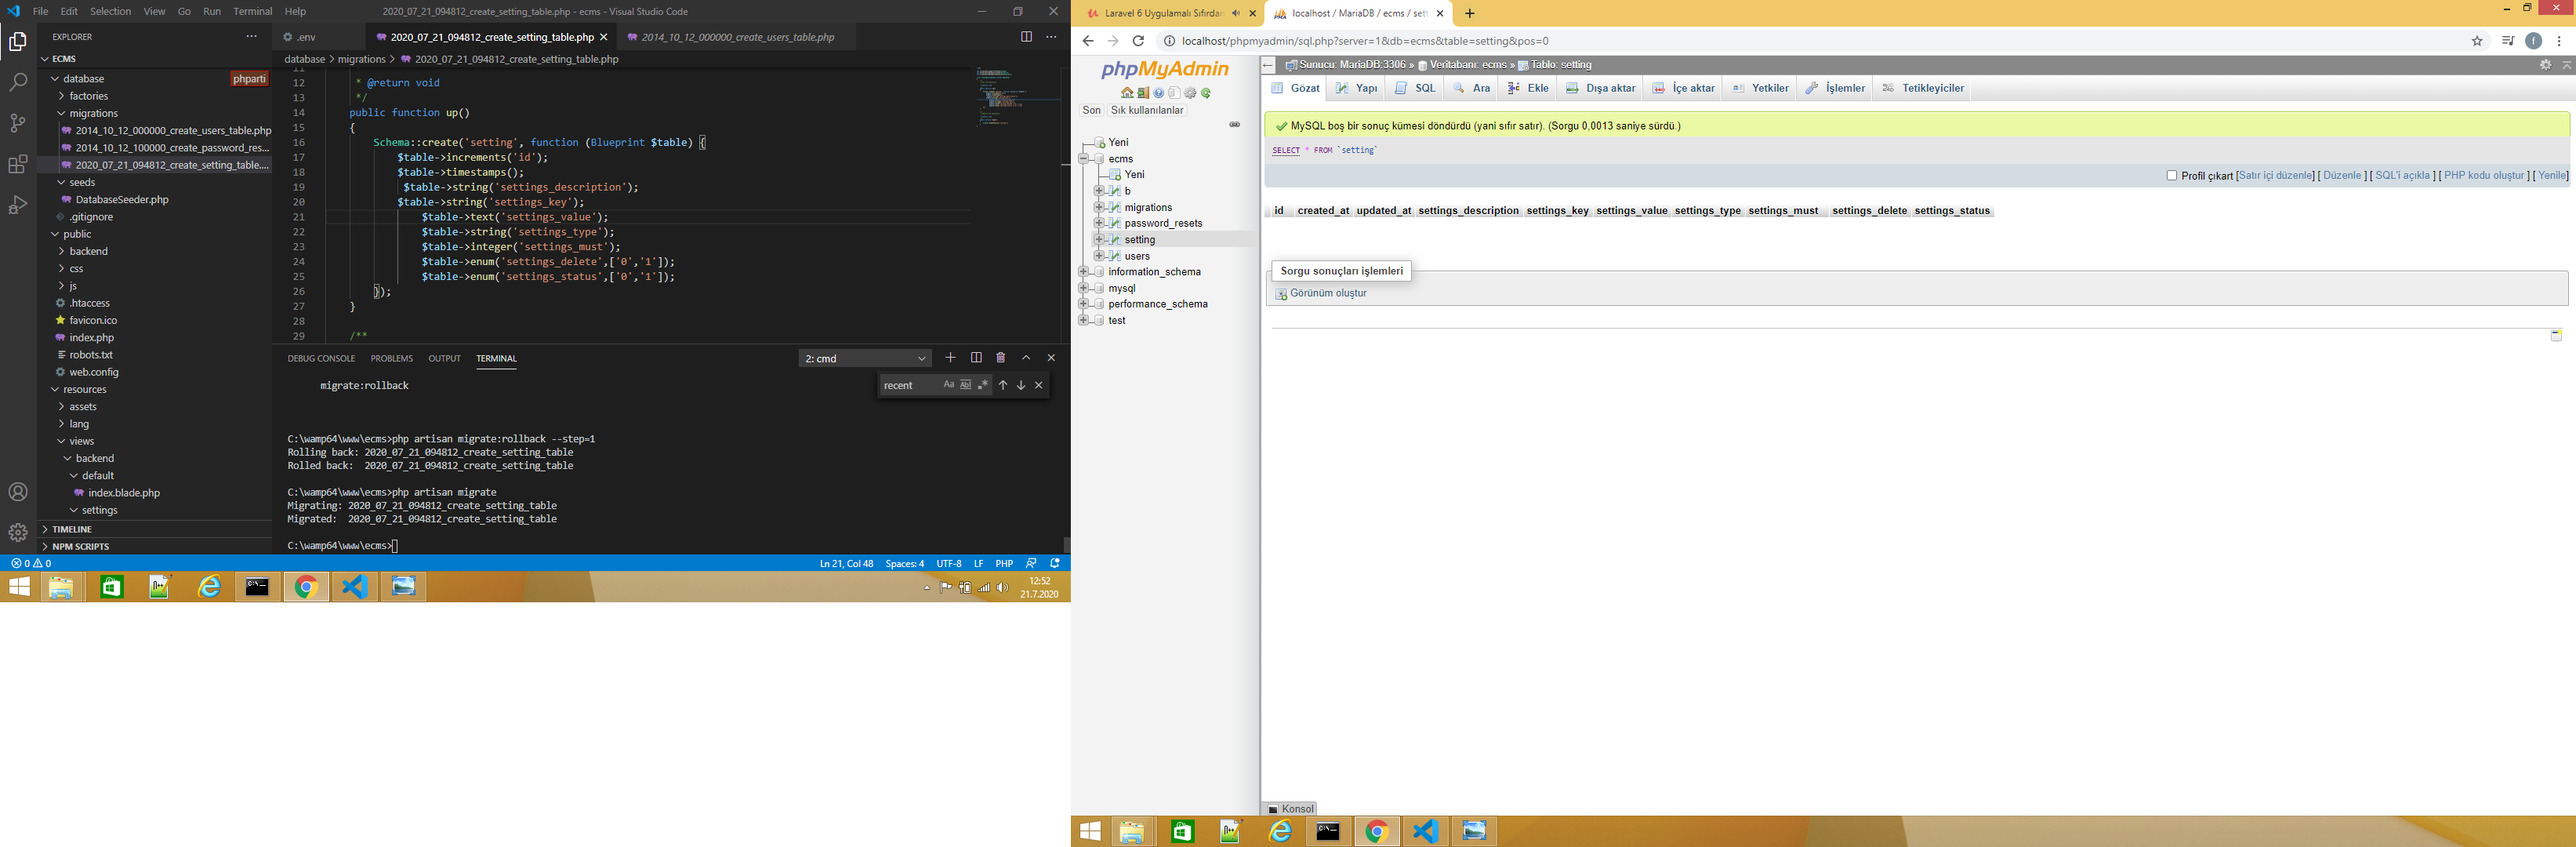 File Edit Selection View Go Run Terminal Help
2020_07_21_094812_create_setting_table.php - ecms - Visual Studio Code
EXPLORER
ECMS
database
phparti
factories
migrations
2014_10_12_000000_create_users_table.php
2014_10_12_100000_create_password_res...
2020_07_21_094812_create_setting_table....
seeds
DatabaseSeeder.php
.gitignore
public
backend
css
js
.htaccess
favicon.ico
index.php
robots.txt
web.config
resources
assets
lang
views
backend
default
index.blade.php
settings
TIMELINE
NPM SCRIPTS
.env
2020_07_21_094812_create_setting_table.php
2014_10_12_000000_create_users_table.php
database > migrations > 2020_07_21_094812_create_setting_table.php
11
12 * @return void
13 */
14 public function up()
15 {
16 Schema::create('setting', function (Blueprint $table) {
17 $table->increments('id');
18 $table->timestamps();
19 $table->string('settings_description');
20 $table->string('settings_key');
21 $table->text('settings_value');
22 $table->string('settings_type');
23 $table->integer('settings_must');
24 $table->enum('settings_delete',['0','1']);
25 $table->enum('settings_status',['0','1']);
26 });
27 }
28
29 /**
DEBUG CONSOLE PROBLEMS OUTPUT TERMINAL
2: cmd
migrate:rollback
recent
Aa Abl .*
C:\wamp64\www\ecms>php artisan migrate:rollback --step=1
Rolling back: 2020_07_21_094812_create_setting_table
Rolled back:  2020_07_21_094812_create_setting_table
C:\wamp64\www\ecms>php artisan migrate
Migrating: 2020_07_21_094812_create_setting_table
Migrated:  2020_07_21_094812_create_setting_table
C:\wamp64\www\ecms>
0 0
Ln 21, Col 48 Spaces: 4 UTF-8 LF PHP
12:52
21.7.2020
Laravel 6 Uygulamalı Sıfırdan
localhost / MariaDB / ecms / sett
localhost/phpmyadmin/sql.php?server=1&db=ecms&table=setting&pos=0
f
phpMyAdmin
Son Sık kullanılanlar
Yeni
ecms
Yeni
b
migrations
password_resets
setting
users
information_schema
mysql
performance_schema
test
Sunucu: MariaDB:3306 » Veritabanı: ecms » Tablo: setting
Gözat Yapı SQL Ara Ekle Dışa aktar İçe aktar Yetkiler İşlemler Tetikleyiciler
MySQL boş bir sonuç kümesi döndürdü (yani sıfır satır). (Sorgu 0,0013 saniye sürdü.)
SELECT * FROM `setting`
Profil çıkart [Satır içi düzenle] [ Düzenle ] [ SQL'i açıkla ] [ PHP kodu oluştur ] [ Yenile]
id created_at updated_at settings_description settings_key settings_value settings_type settings_must settings_delete settings_status
Sorgu sonuçları işlemleri
Görünüm oluştur
Konsol